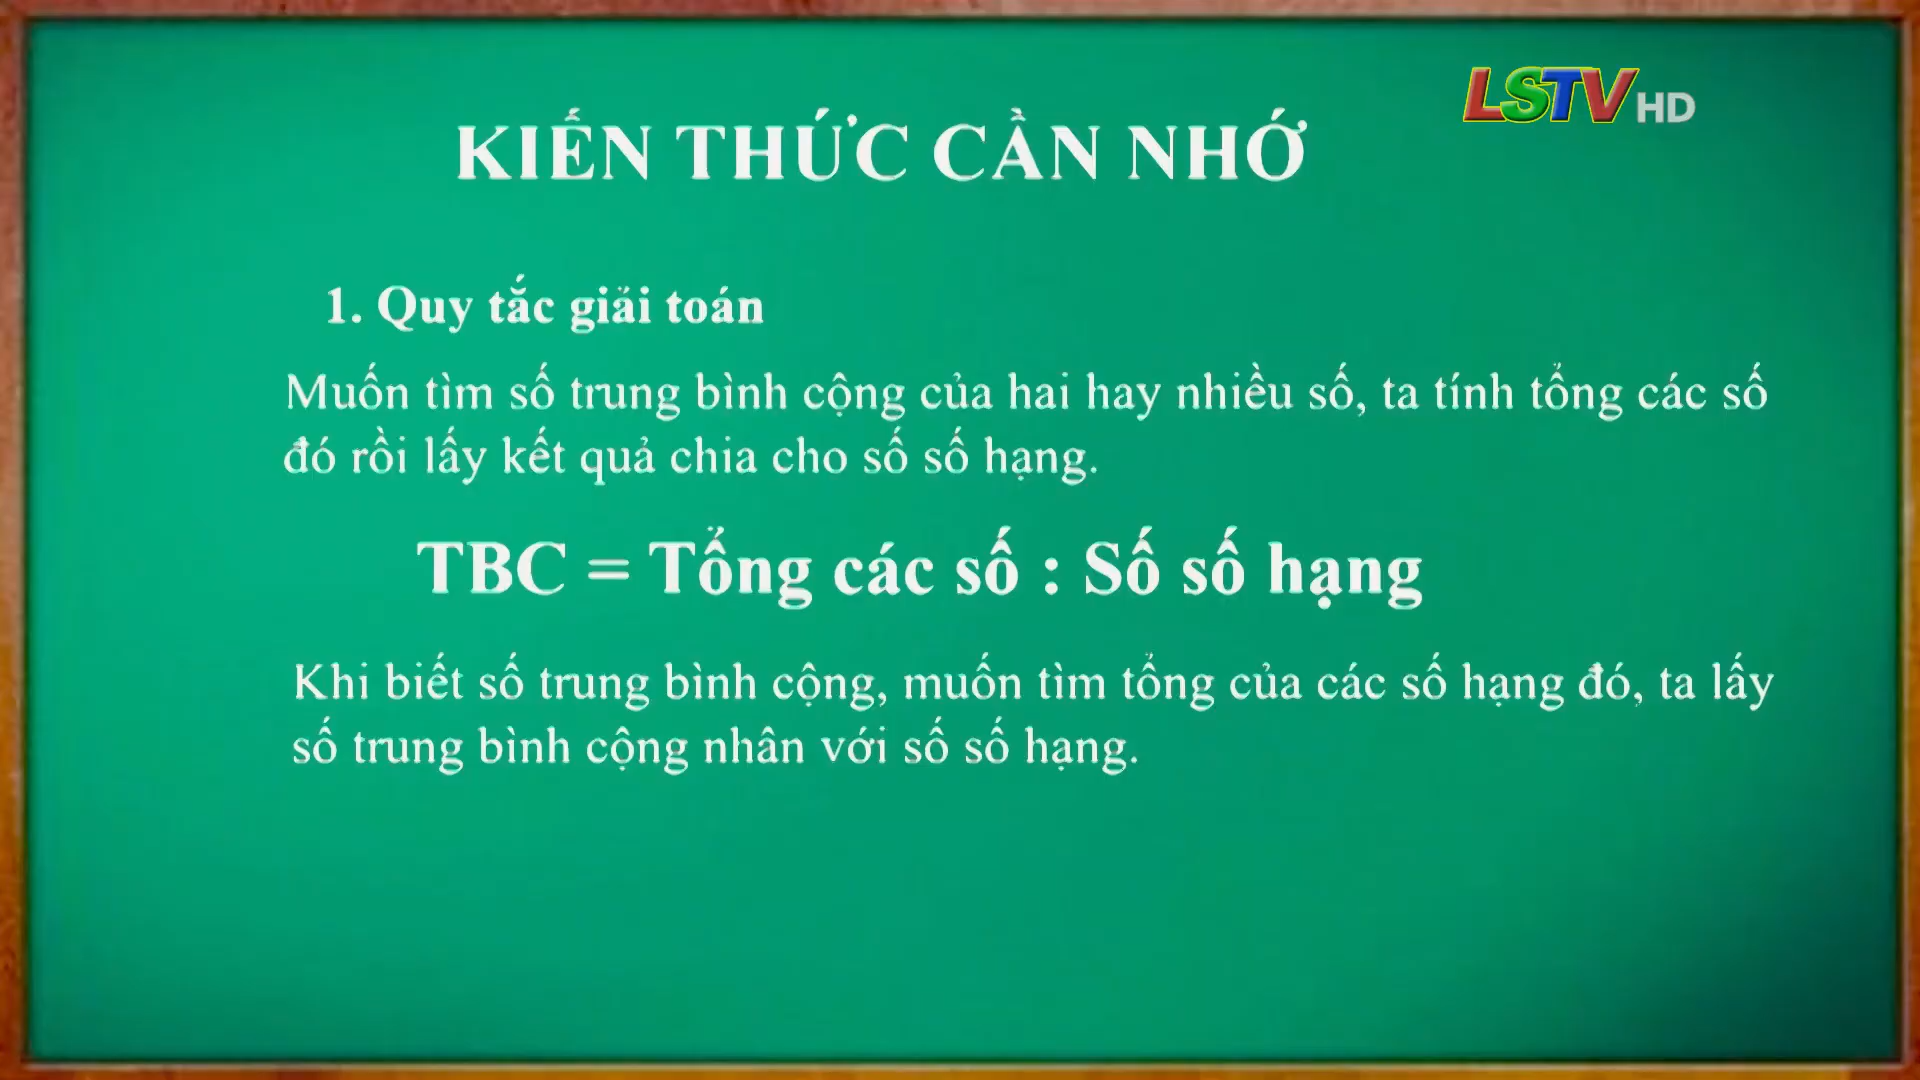 LSTV HD
KIẾN THỨC CẦN NHỚ
1. Quy tắc giải toán
Muốn tìm số trung bình cộng của hai hay nhiều số, ta tính tổng các số
đó rồi lấy kết quả chia cho số số hạng.
TBC = Tổng các số : Số số hạng
Khi biết số trung bình cộng, muốn tìm tổng của các số hạng đó, ta lấy
số trung bình cộng nhân với số số hạng.